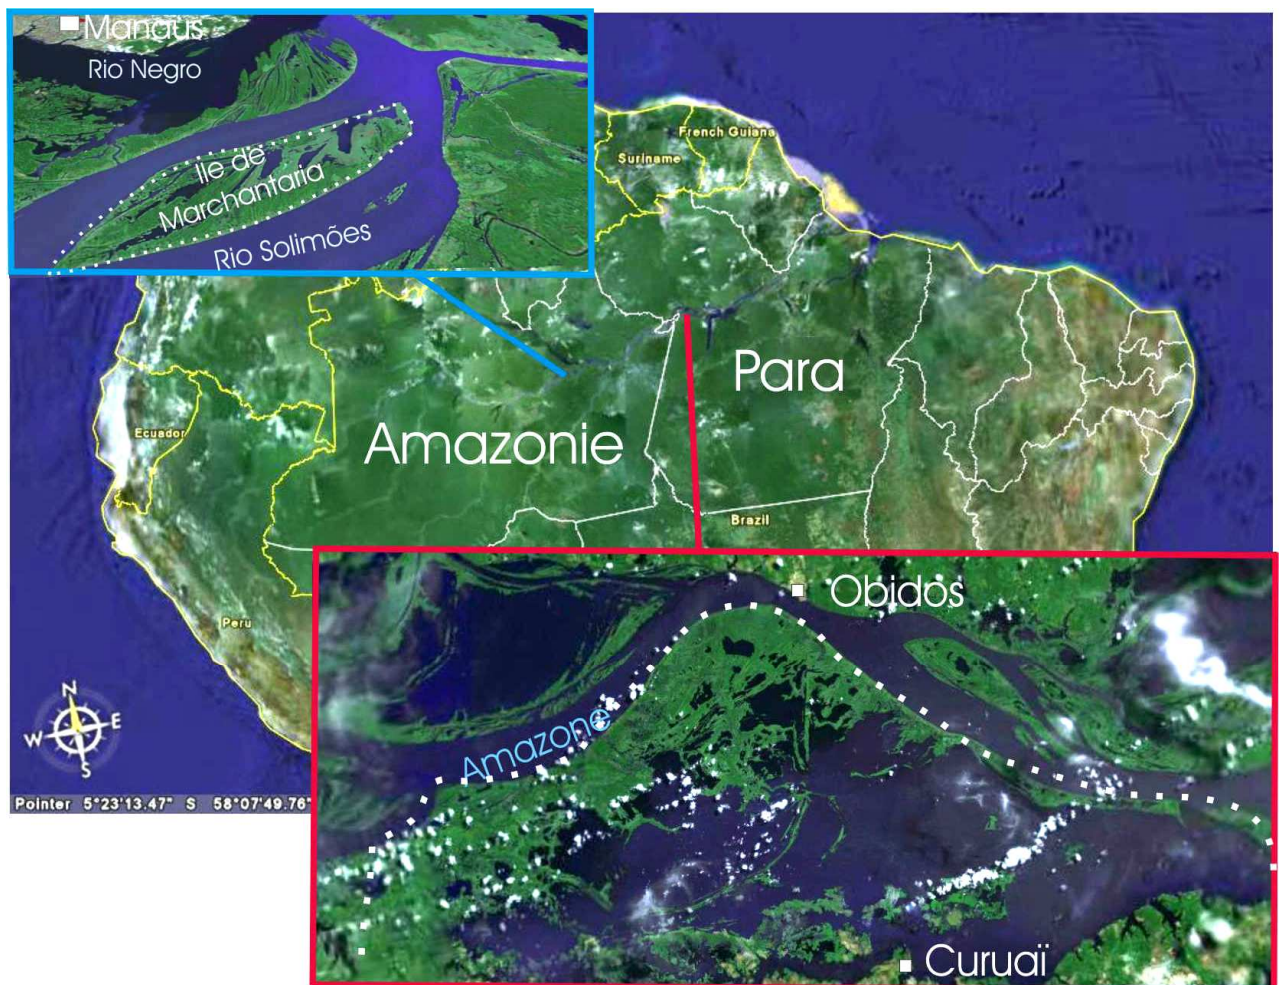 Manaus
Rio Negro
Ile de
Marchantaria
Rio Solimões
French Guiana
Suriname
Para
Amazonie
Ecuador
Brazil
Peru
N
W E
S
Pointer 5°23'13.47" S 58°07'49.76"
Obidos
Amazone
Curuaï